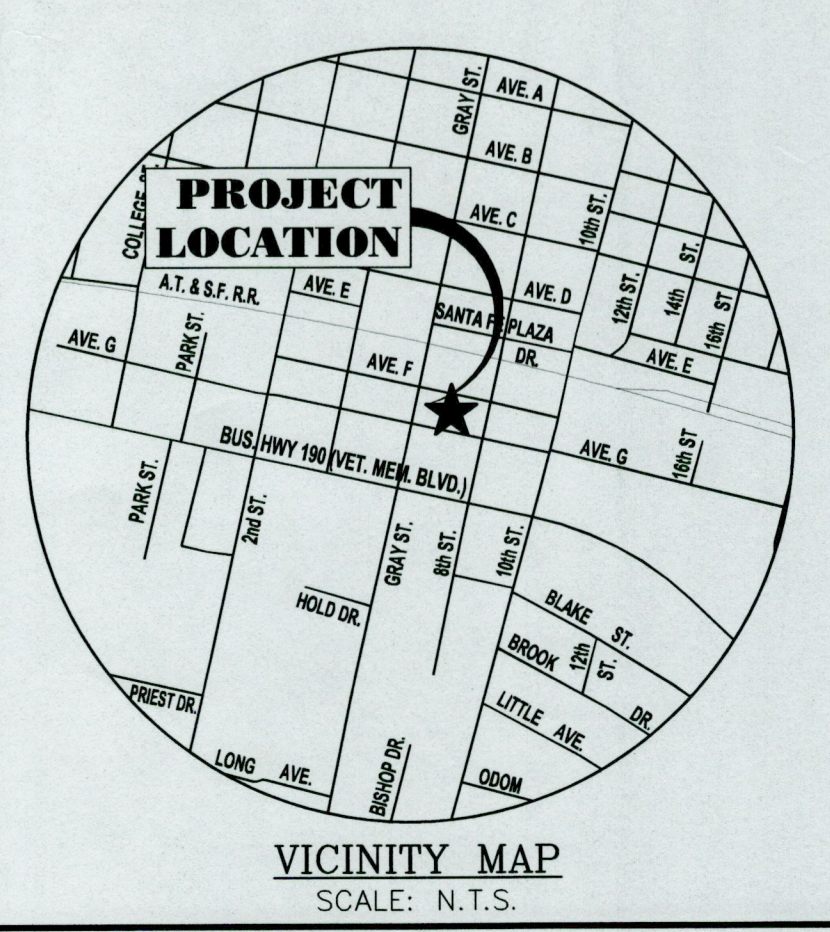 GRAY ST.
AVE. A
AVE. B
PROJECT
LOCATION
COLLEGE
AVE. C
10th ST.
A.T. & S.F. R.R.
AVE. E
AVE. D
12th ST.
14th ST.
16th ST
SANTA FE PLAZA
DR.
AVE. G
PARK ST.
AVE. F
AVE. E
BUS. HWY 190 (VET. MEM. BLVD.)
AVE. G
16th ST
PARK ST.
2nd ST.
GRAY ST.
8th ST.
10th ST.
HOLD DR.
BLAKE ST.
BROOK DR.
12th ST.
PRIEST DR.
LITTLE AVE.
LONG AVE.
BISHOP DR.
ODOM
VICINITY MAP
SCALE: N.T.S.